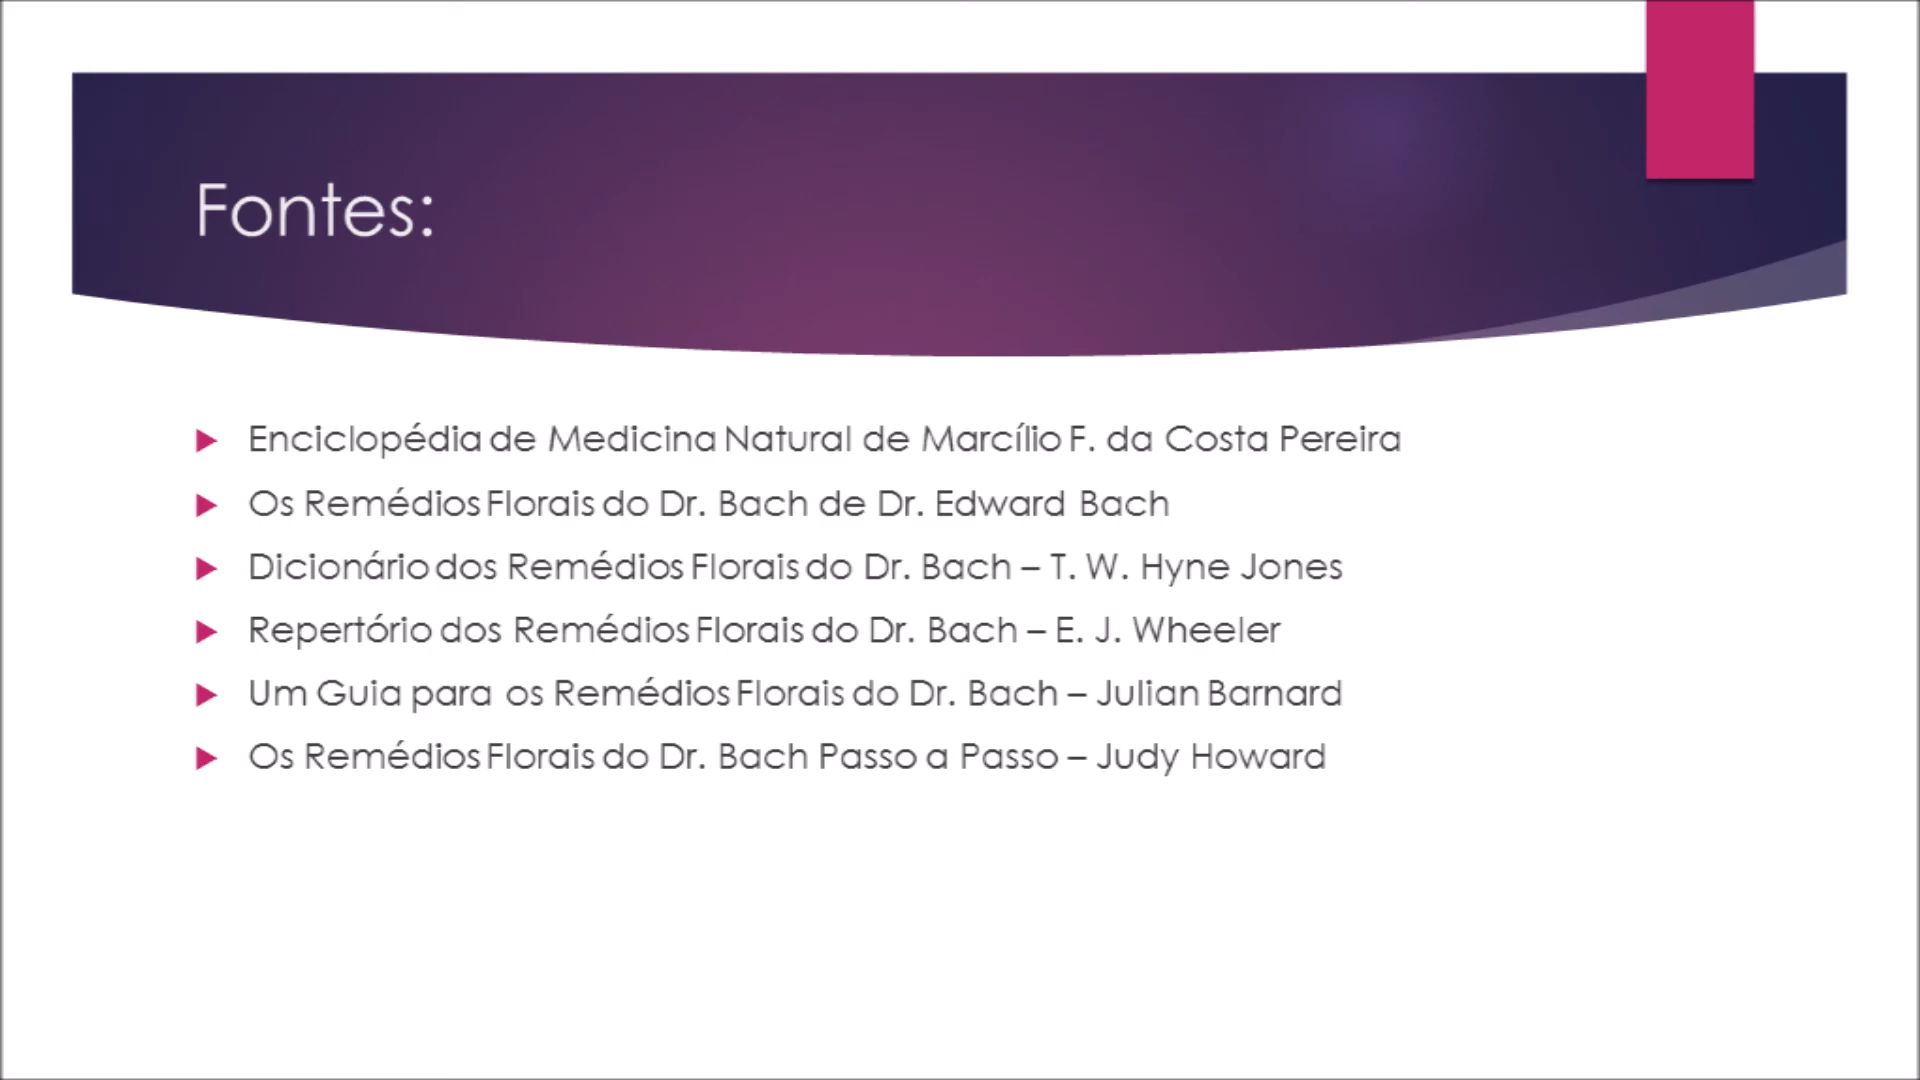 Fontes:
Enciclopédia de Medicina Natural de Marcílio F. da Costa Pereira
Os Remédios Florais do Dr. Bach de Dr. Edward Bach
Dicionário dos Remédios Florais do Dr. Bach – T. W. Hyne Jones
Repertório dos Remédios Florais do Dr. Bach – E. J. Wheeler
Um Guia para os Remédios Florais do Dr. Bach – Julian Barnard
Os Remédios Florais do Dr. Bach Passo a Passo – Judy Howard